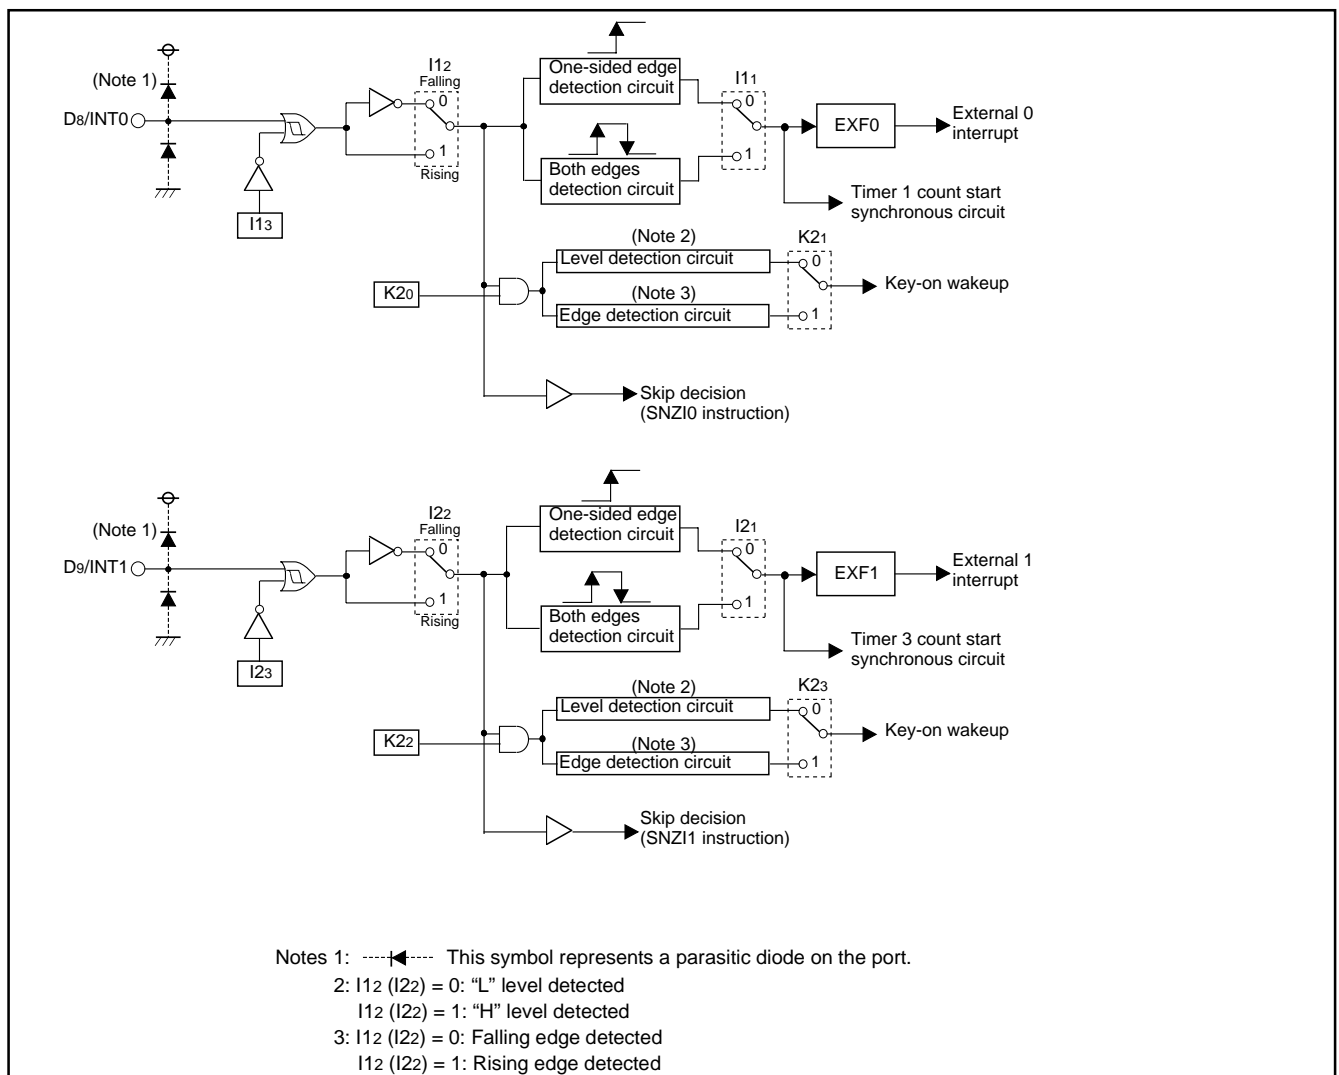 I12
Falling
0
1
Rising
(Note 1)
D8/INT0
I13
One-sided edge
detection circuit
Both edges
detection circuit
I11
0
1
EXF0
External 0
interrupt
Timer 1 count start
synchronous circuit
(Note 2)
Level detection circuit
K20
(Note 3)
Edge detection circuit
K21
0
1
Key-on wakeup
Skip decision
(SNZI0 instruction)
I22
Falling
0
1
Rising
(Note 1)
D9/INT1
I23
One-sided edge
detection circuit
Both edges
detection circuit
I21
0
1
EXF1
External 1
interrupt
Timer 3 count start
synchronous circuit
(Note 2)
Level detection circuit
K22
(Note 3)
Edge detection circuit
K23
0
1
Key-on wakeup
Skip decision
(SNZI1 instruction)
Notes 1: This symbol represents a parasitic diode on the port.
2: I12 (I22) = 0: “L” level detected
I12 (I22) = 1: “H” level detected
3: I12 (I22) = 0: Falling edge detected
I12 (I22) = 1: Rising edge detected